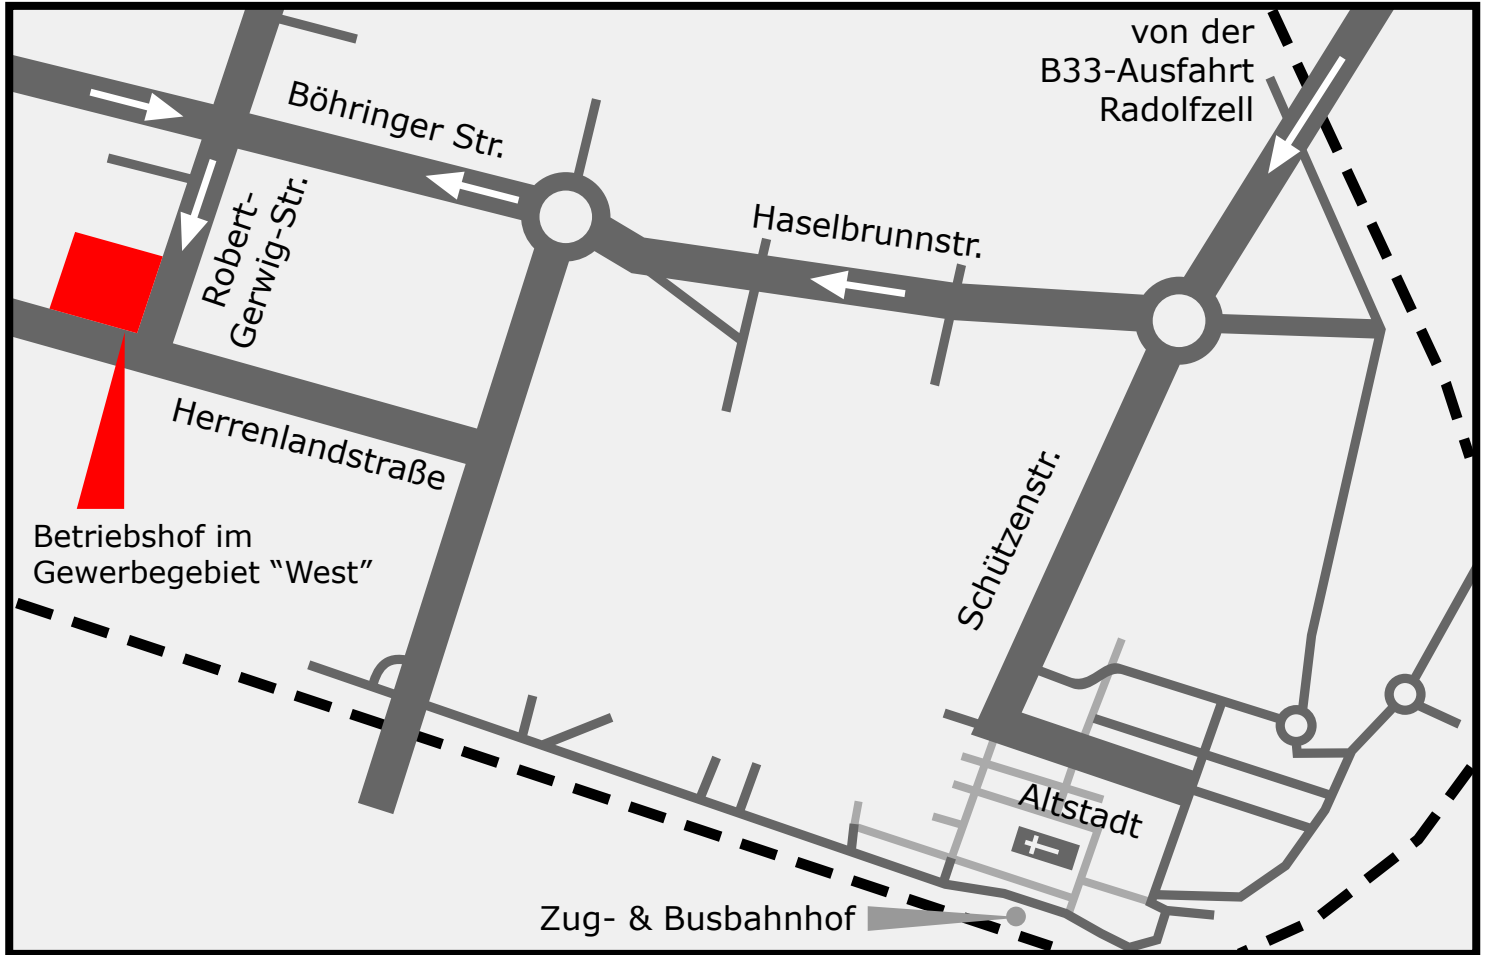 von der
B33-Ausfahrt
Radolfzell
Böhringer Str.
Robert-
Gerwig-Str.
Haselbrunnstr.
Herrenlandstraße
Schützenstr.
Betriebshof im
Gewerbegebiet “West”
Altstadt
Zug- & Busbahnhof